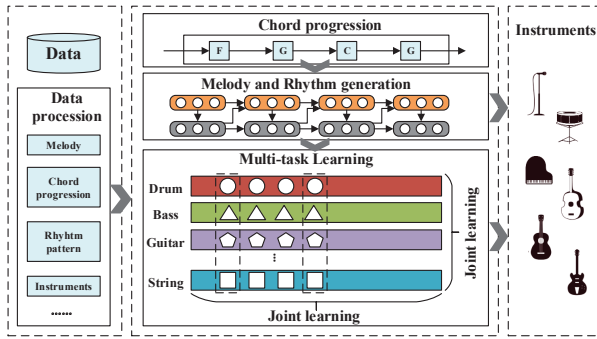 Data
Data
procession
Melody
Chord
progression
Rhyhtm
pattern
Instruments
......
Chord progression
F
G
C
G
Melody and Rhythm generation
Multi-task Learning
Drum
Bass
Guitar
...
String
Joint learning
Joint learning
Instruments